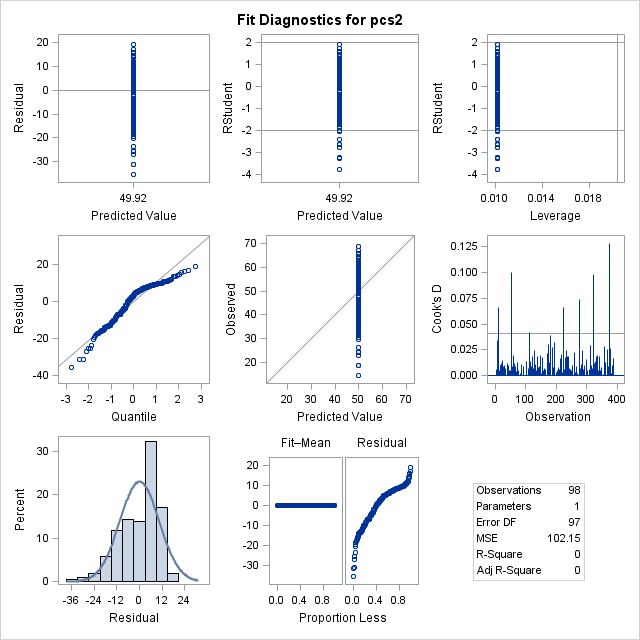 Fit Diagnostics for pcs2
Residual
20
10
0
-10
-20
-30
49.92
Predicted Value
RStudent
2
1
0
-1
-2
-3
-4
49.92
Predicted Value
RStudent
2
1
0
-1
-2
-3
-4
0.010 0.014 0.018
Leverage
Residual
20
0
-20
-40
-3 -2 -1 0 1 2 3
Quantile
Observed
70
60
50
40
30
20
20 30 40 50 60 70
Predicted Value
Cook's D
0.125
0.100
0.075
0.050
0.025
0.000
0 100 200 300 400
Observation
Percent
30
20
10
0
-36 -24 -12 0 12 24
Residual
Fit–Mean Residual
20
10
0
-10
-20
-30
0.0 0.4 0.8 0.0 0.4 0.8
Proportion Less
Observations 98
Parameters 1
Error DF 97
MSE 102.15
R-Square 0
Adj R-Square 0